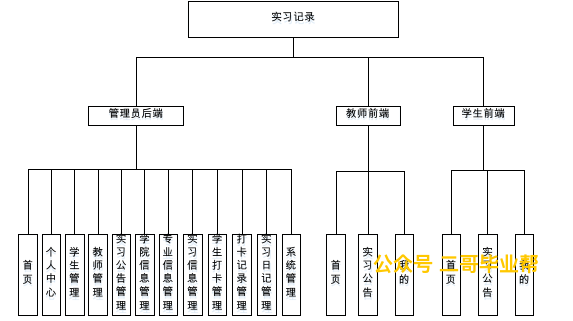 实习记录
管理员后端
教师前端
学生前端
首页
个人中心
学生管理
教师管理
实习公告管理
学院信息管理
专业信息管理
实习信息管理
学生打卡管理
打卡记录管理
实习日记管理
系统管理
首页
实习公告
我的
首页
实习公告
我的
公众号 二哥毕业帮